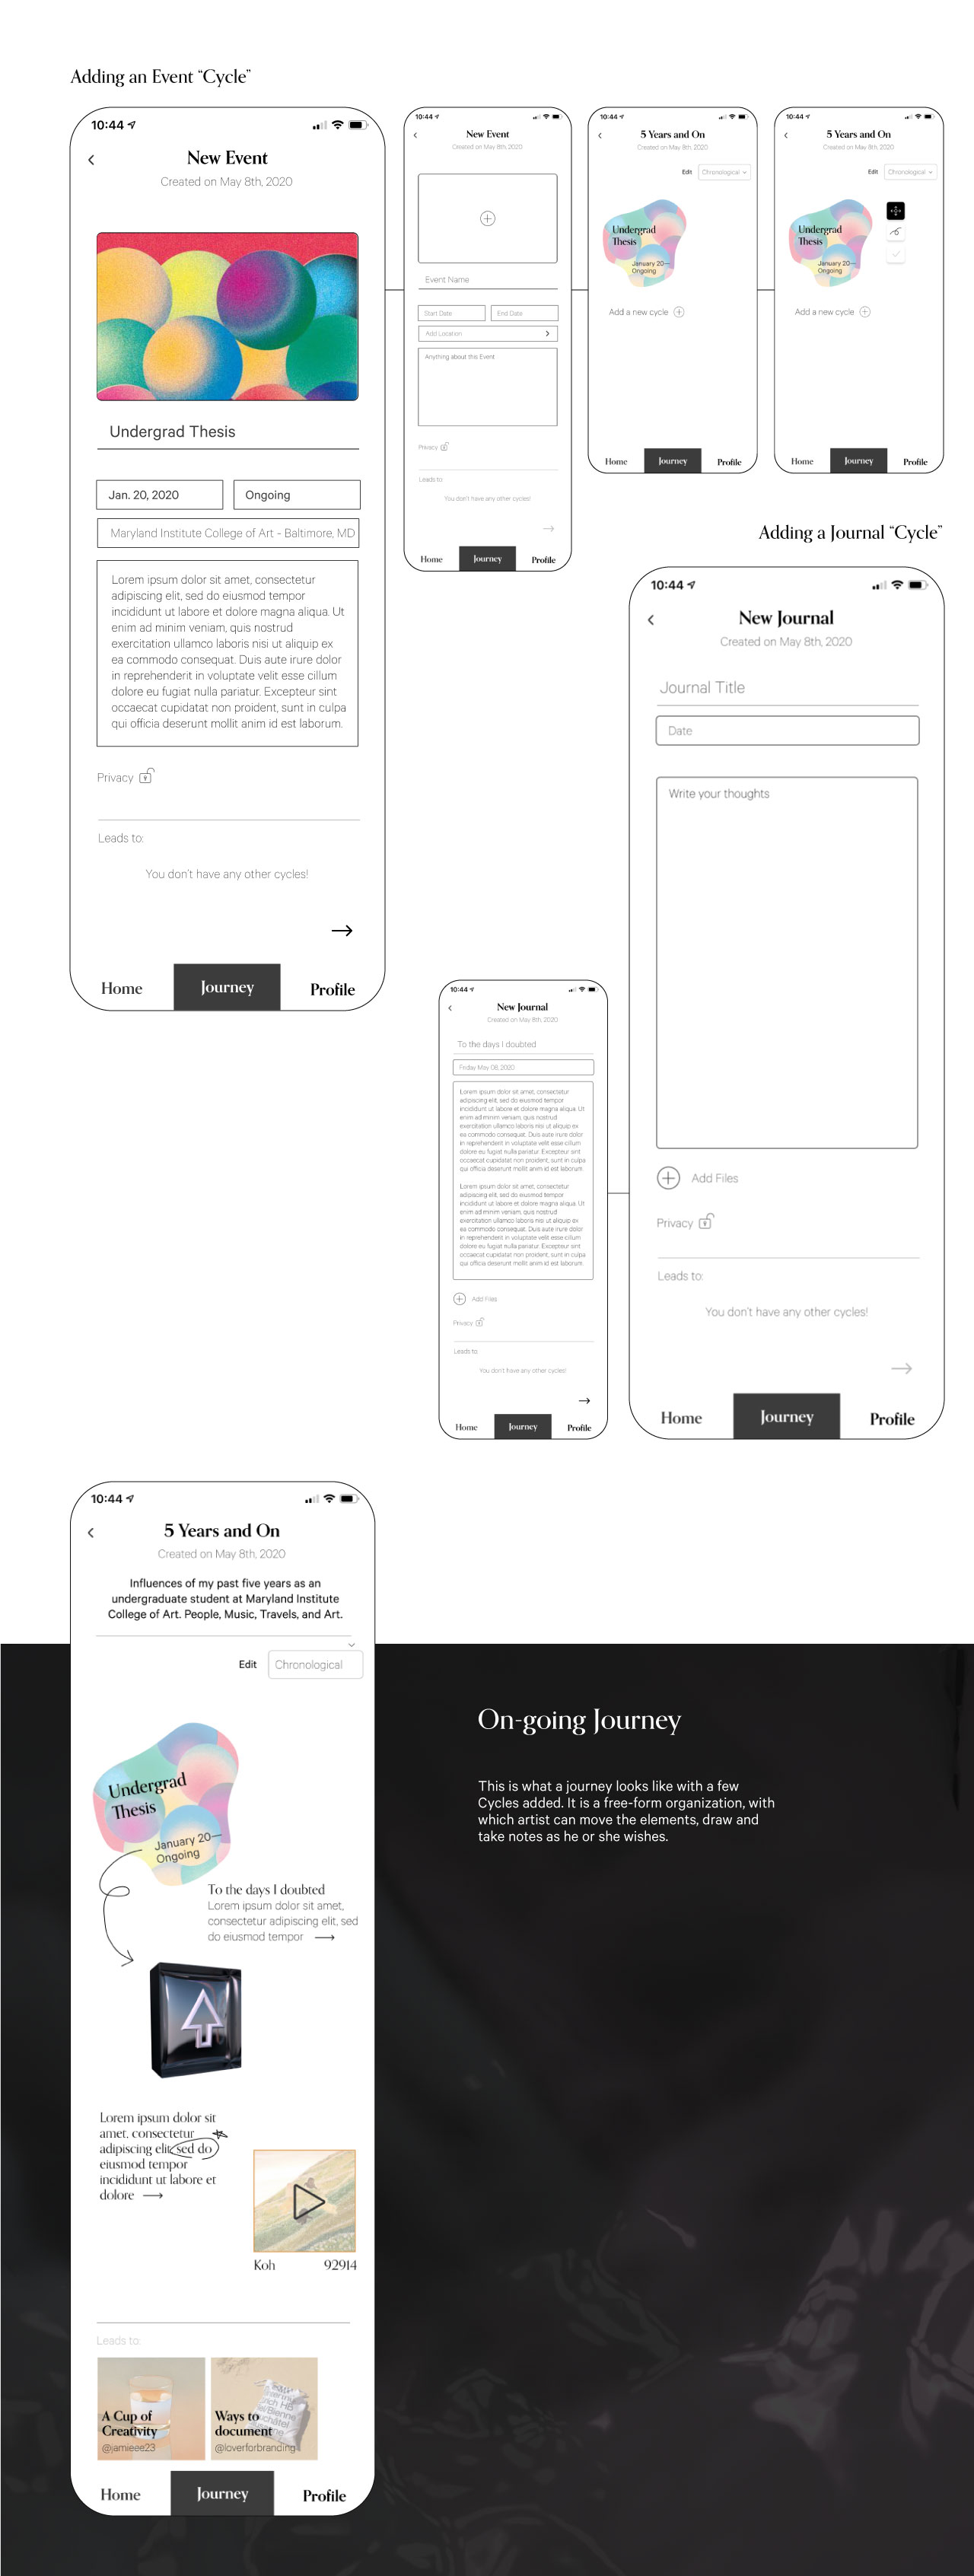 Adding an Event “Cycle”
10:44
New Event
Created on May 8th, 2020
Undergrad Thesis
Jan. 20, 2020
Ongoing
Maryland Institute College of Art - Baltimore, MD
Lorem ipsum dolor sit amet, consectetur
adipiscing elit, sed do eiusmod tempor
incididunt ut labore et dolore magna aliqua. Ut
enim ad minim veniam, quis nostrud
exercitation ullamco laboris nisi ut aliquip ex
ea commodo consequat. Duis aute irure dolor
in reprehenderit in voluptate velit esse cillum
dolore eu fugiat nulla pariatur. Excepteur sint
occaecat cupidatat non proident, sunt in culpa
qui officia deserunt mollit anim id est laborum.
Privacy
Leads to:
You don't have any other cycles!
Home
Journey
Profile
10:44
New Event
Created on May 8th, 2020
Event Name
Start Date
End Data
Add Location
Anything about this Event
Privacy
Leads to:
You don't have any other cycles!
Home
Journey
Profile
10:44
5 Years and On
Created on May 8th, 2020
Edit
Chronological
Undergrad
Thesis
January 20—
Ongoing
Add a new cycle
Home
Journey
Profile
10:44
5 Years and On
Created on May 8th, 2020
Edit
Chronological
Undergrad
Thesis
January 20—
Ongoing
Add a new cycle
Home
Journey
Profile
Adding a Journal “Cycle”
10:44
New Journal
Created on May 8th, 2020
Journal Title
Date
Write your thoughts
Add Files
Privacy
Leads to:
You don't have any other cycles!
Home
Journey
Profile
10:44
New Journal
Created on May 8th, 2020
To the days I doubted
Friday May 08, 2020
Lorem ipsum dolor sit amet, consectetur
adipiscing elit, sed do eiusmod tempor
incididunt ut labore et dolore magna aliqua. Ut
enim ad minim veniam, quis nostrud
exercitation ullamco laboris nisi ut aliquip ex
ea commodo consequat. Duis aute irure dolor
in reprehenderit in voluptate velit esse cillum
dolore eu fugiat nulla pariatur. Excepteur sint
occaecat cupidatat non proident, sunt in culpa
qui officia deserunt mollit anim id est laborum.
Lorem ipsum dolor sit amet, consectetur
adipiscing elit, sed do eiusmod tempor
incididunt ut labore et dolore magna aliqua. Ut
enim ad minim veniam, quis nostrud
exercitation ullamco laboris nisi ut aliquip ex
ea commodo consequat. Duis aute irure dolor
in reprehenderit in voluptate velit esse cillum
dolore eu fugiat nulla pariatur. Excepteur sint
occaecat cupidatat non proident, sunt in culpa
qui officia deserunt mollit anim id est laborum.
Add Files
Privacy
Leads to:
You don't have any other cycles!
Home
Journey
Profile
10:44
5 Years and On
Created on May 8th, 2020
Influences of my past five years as an
undergraduate student at Maryland Institute
College of Art. People, Music, Travels, and Art.
Edit
Chronological
Undergrad
Thesis
January 20—
Ongoing
To the days I doubted
Lorem ipsum dolor sit amet,
consectetur adipiscing elit, sed
do eiusmod tempor
Lorem ipsum dolor sit
amet, consectetur
adipiscing elit, sed do
eiusmod tempor
incididunt ut labore et
dolore
Koh
92914
Leads to:
A Cup of
Creativity
@jamieee23
Ways to
document
@loverforbranding
Home
Journey
Profile
On-going Journey
This is what a journey looks like with a few
Cycles added. It is a free-form organization, with
which artist can move the elements, draw and
take notes as he or she wishes.